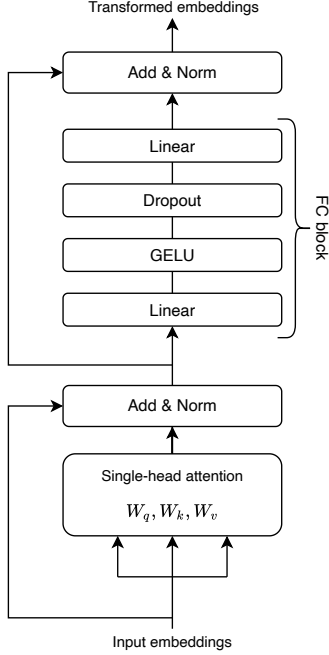 Transformed embeddings
Add & Norm
Linear
Dropout
GELU
Linear
FC block
Add & Norm
Single-head attention
W_q, W_k, W_v
Input embeddings